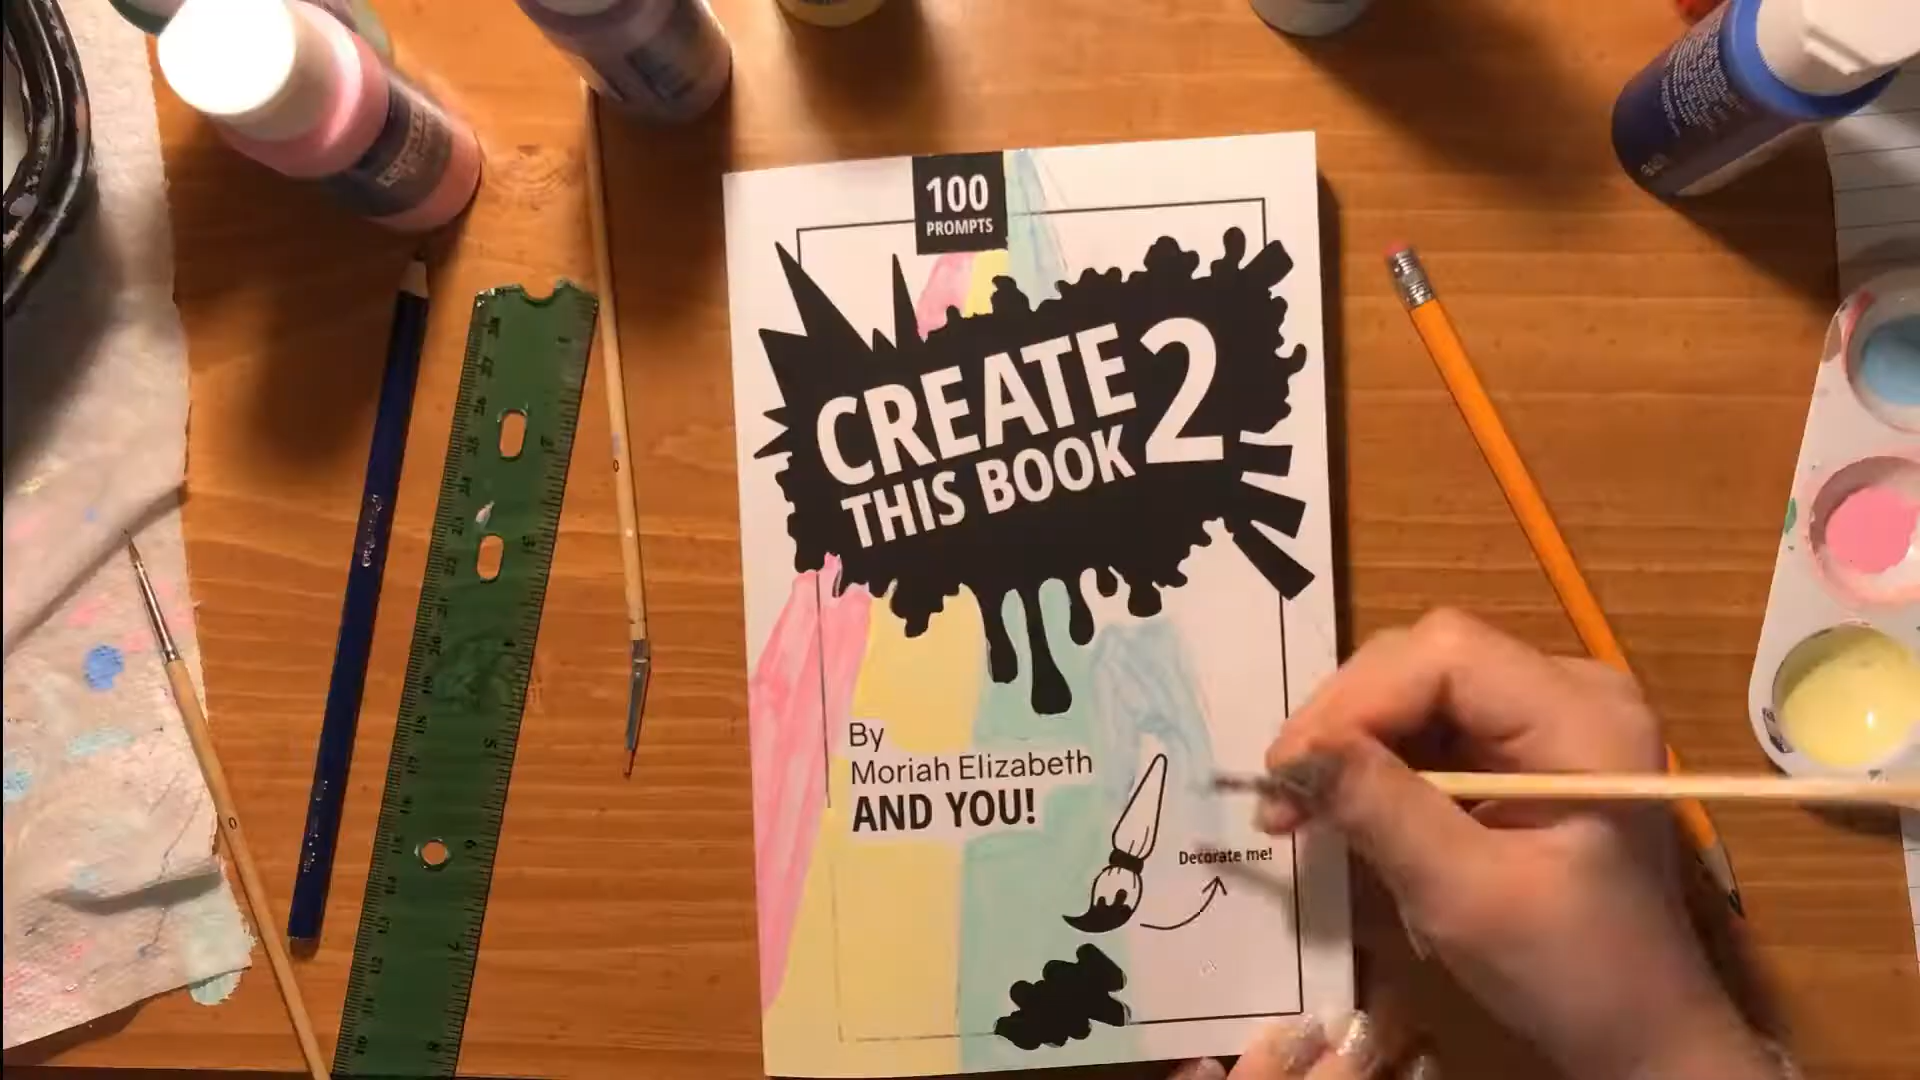 100
PROMPTS
CREATE
THIS BOOK
2
By
Moriah Elizabeth
AND YOU!
Decorate me!